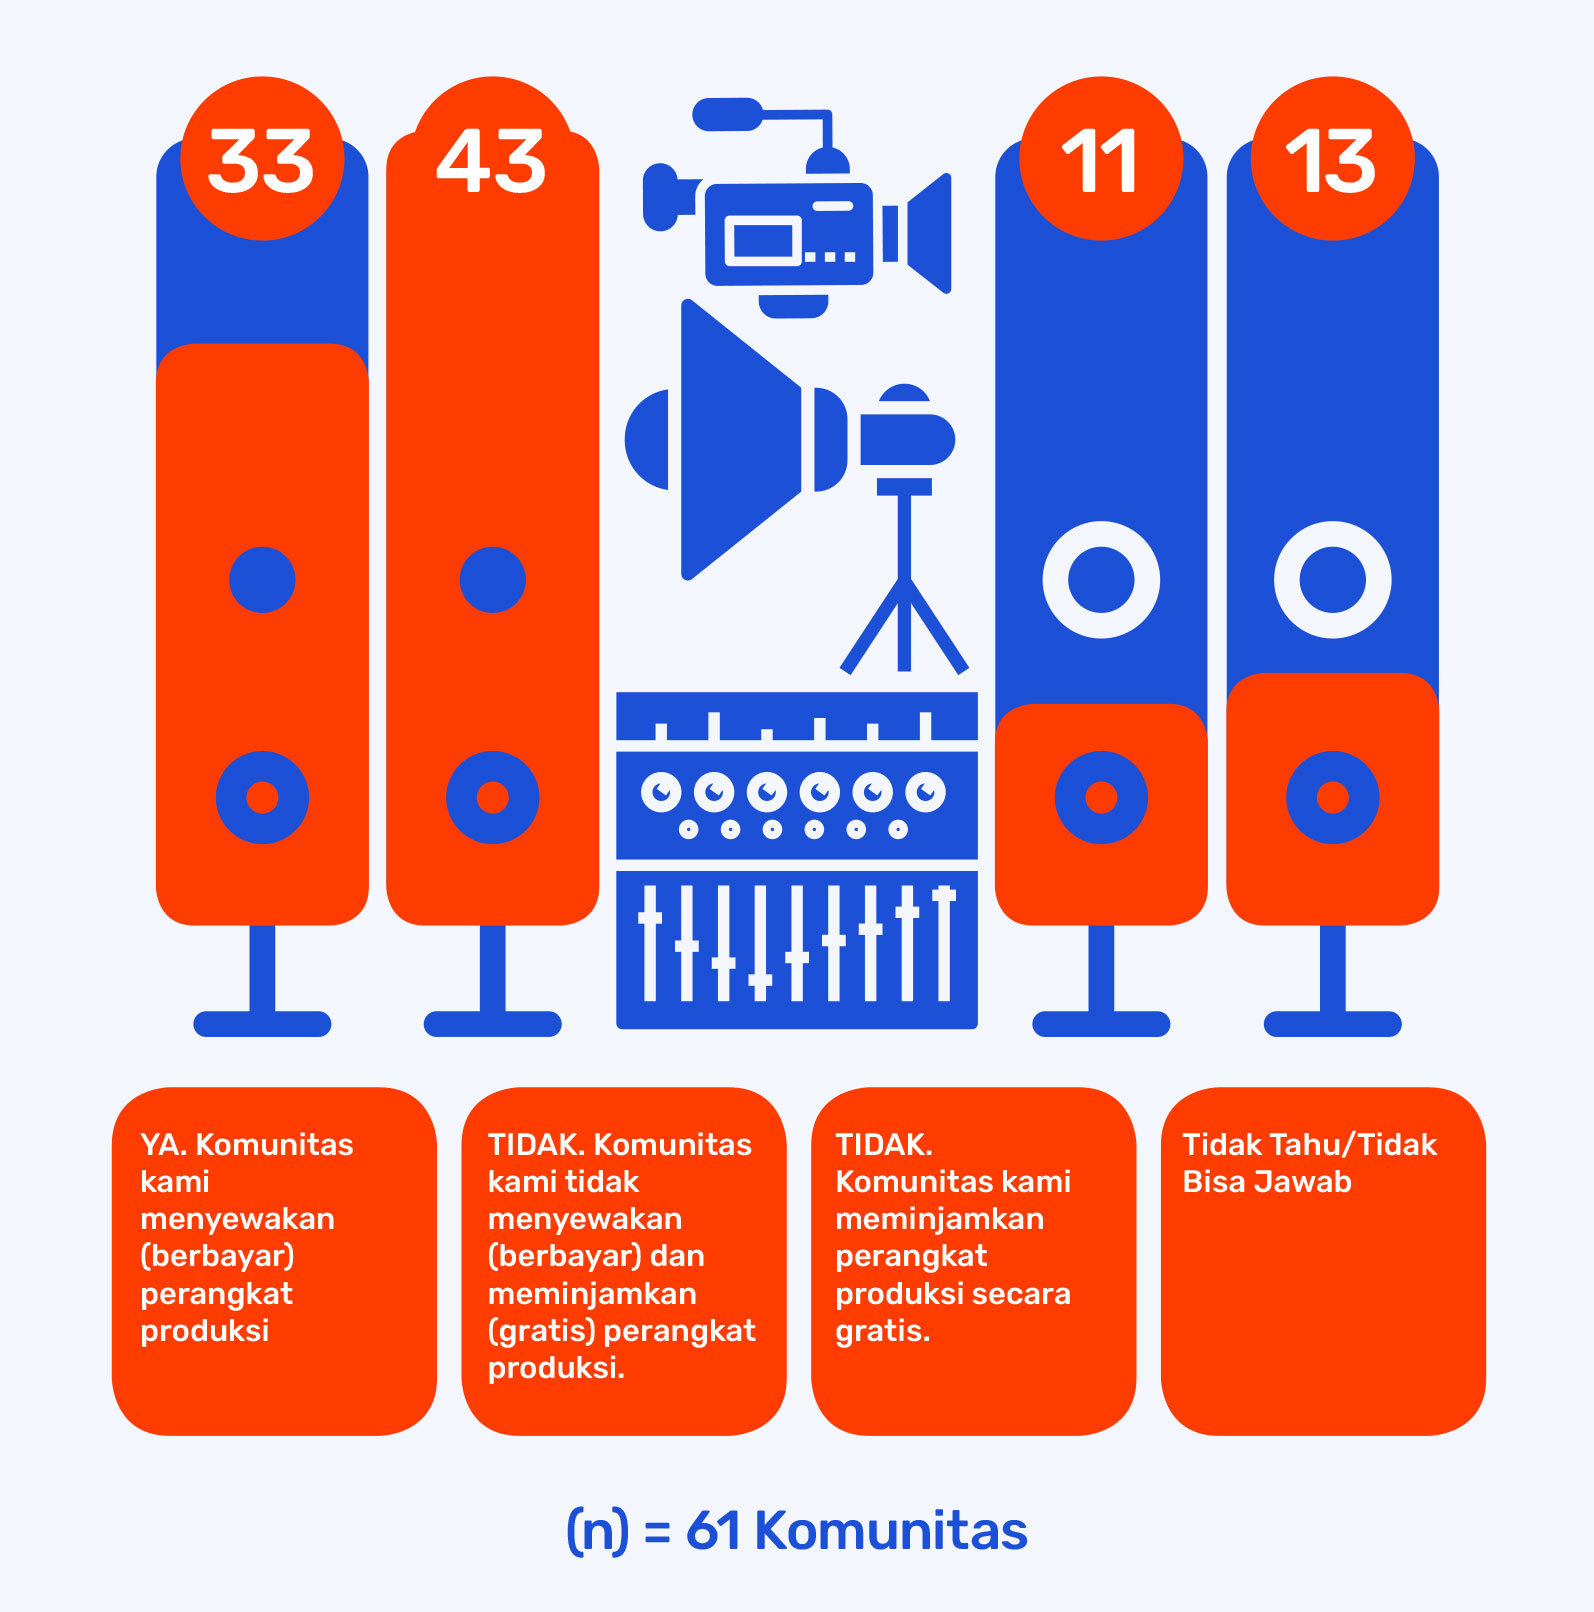 33
43
11
13
YA. Komunitas
kami
menyewakan
(berbayar)
perangkat
produksi
TIDAK. Komunitas
kami tidak
menyewakan
(berbayar) dan
meminjamkan
(gratis) perangkat
produksi.
TIDAK.
Komunitas kami
meminjamkan
perangkat
produksi secara
gratis.
Tidak Tahu/Tidak
Bisa Jawab
(n) = 61 Komunitas